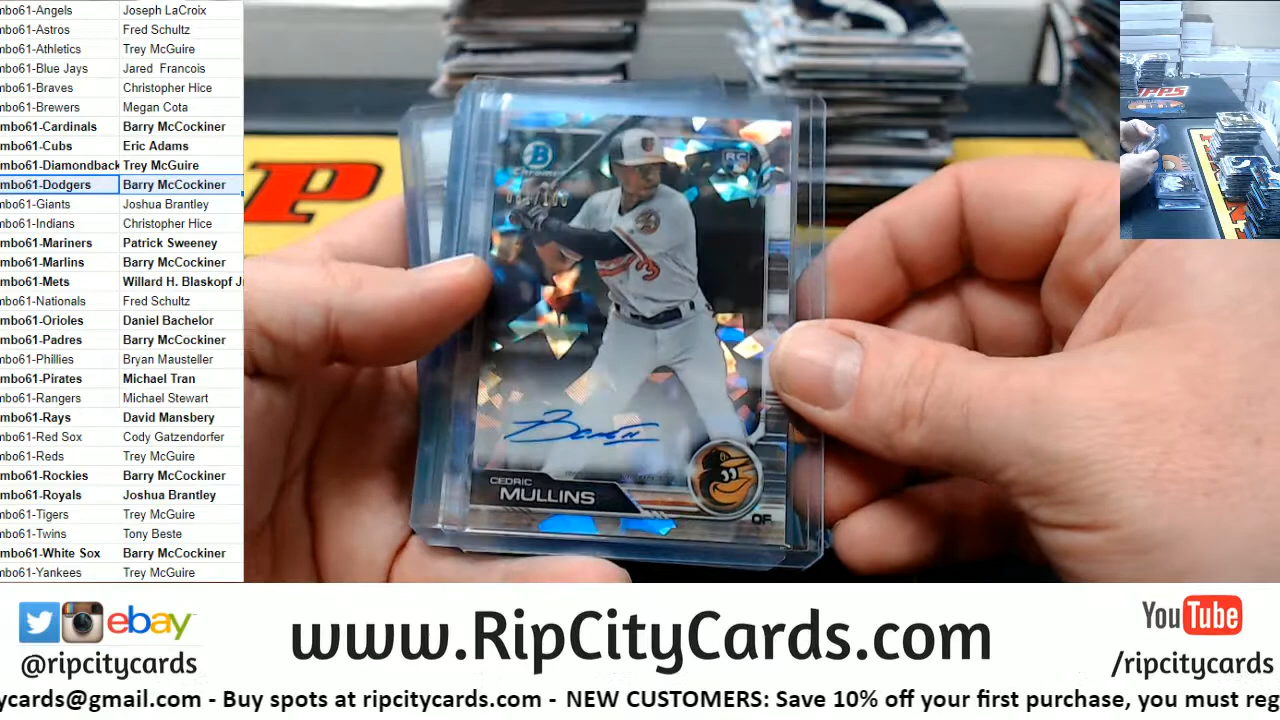 mbo61-Angels Joseph LaCroix
mbo61-Astros Fred Schultz
mbo61-Athletics Trey McGuire
mbo61-Blue Jays Jared Francois
mbo61-Braves Christopher Hice
mbo61-Brewers Megan Cota
mbo61-Cardinals Barry McCockiner
mbo61-Cubs Eric Adams
mbo61-Diamondback Trey McGuire
mbo61-Dodgers Barry McCockiner
mbo61-Giants Joshua Brantley
mbo61-Indians Christopher Hice
mbo61-Mariners Patrick Sweeney
mbo61-Marlins Barry McCockiner
mbo61-Mets Willard H. Blaskopf J
mbo61-Nationals Fred Schultz
mbo61-Orioles Daniel Bachelor
mbo61-Padres Barry McCockiner
mbo61-Phillies Bryan Mausteller
mbo61-Pirates Michael Tran
mbo61-Rangers Michael Stewart
mbo61-Rays David Mansbery
mbo61-Red Sox Cody Gatzendorfer
mbo61-Reds Trey McGuire
mbo61-Rockies Barry McCockiner
mbo61-Royals Joshua Brantley
mbo61-Tigers Trey McGuire
mbo61-Twins Tony Beste
mbo61-White Sox Barry McCockiner
mbo61-Yankees Trey McGuire
B
Chrome
RC
3
CEDRIC
MULLINS
OF
P
TOPPS
ebay
@ripcitycards
www.RipCityCards.com
YouTube
/ripcitycards
ycards@gmail.com - Buy spots at ripcitycards.com - NEW CUSTOMERS: Save 10% off your first purchase, you must reg